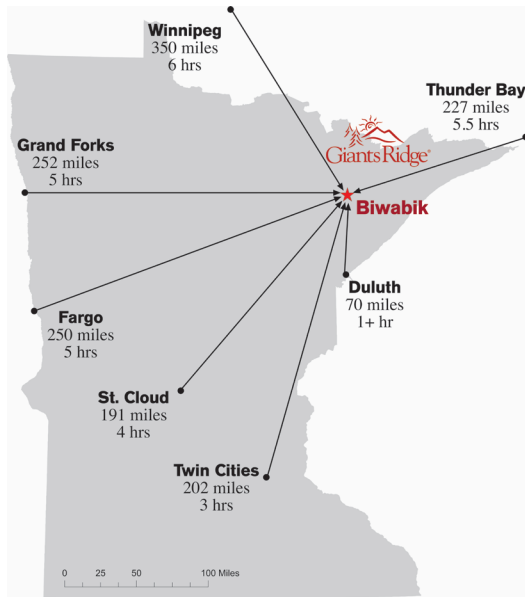 Winnipeg
350 miles
6 hrs
Thunder Bay
227 miles
5.5 hrs
GiantsRidge®
Grand Forks
252 miles
5 hrs
Biwabik
Duluth
70 miles
1+ hr
Fargo
250 miles
5 hrs
St. Cloud
191 miles
4 hrs
Twin Cities
202 miles
3 hrs
0 25 50 100 Miles